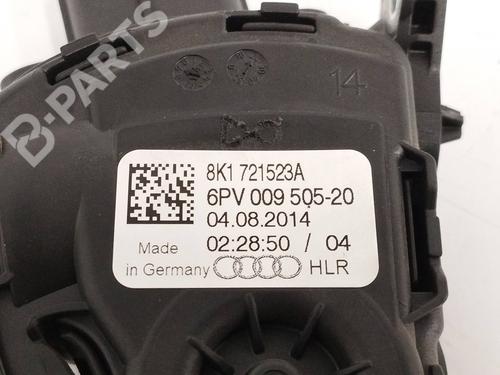 B-PARTS
14
8K1 721523A
6PV 009 505-20
04.08.2014
02:28:50 / 04
Made
in Germany
HLR